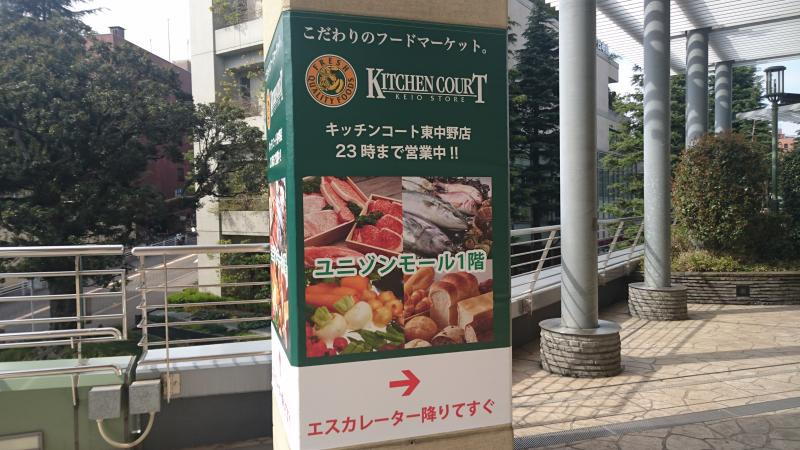 こだわりのフードマーケット。
FRESH QUALITY FOODS
KITCHEN COURT
KEIO STORE
キッチンコート東中野店
23時まで営業中!!
ユニゾンモール1階
エスカレーター降りてすぐ